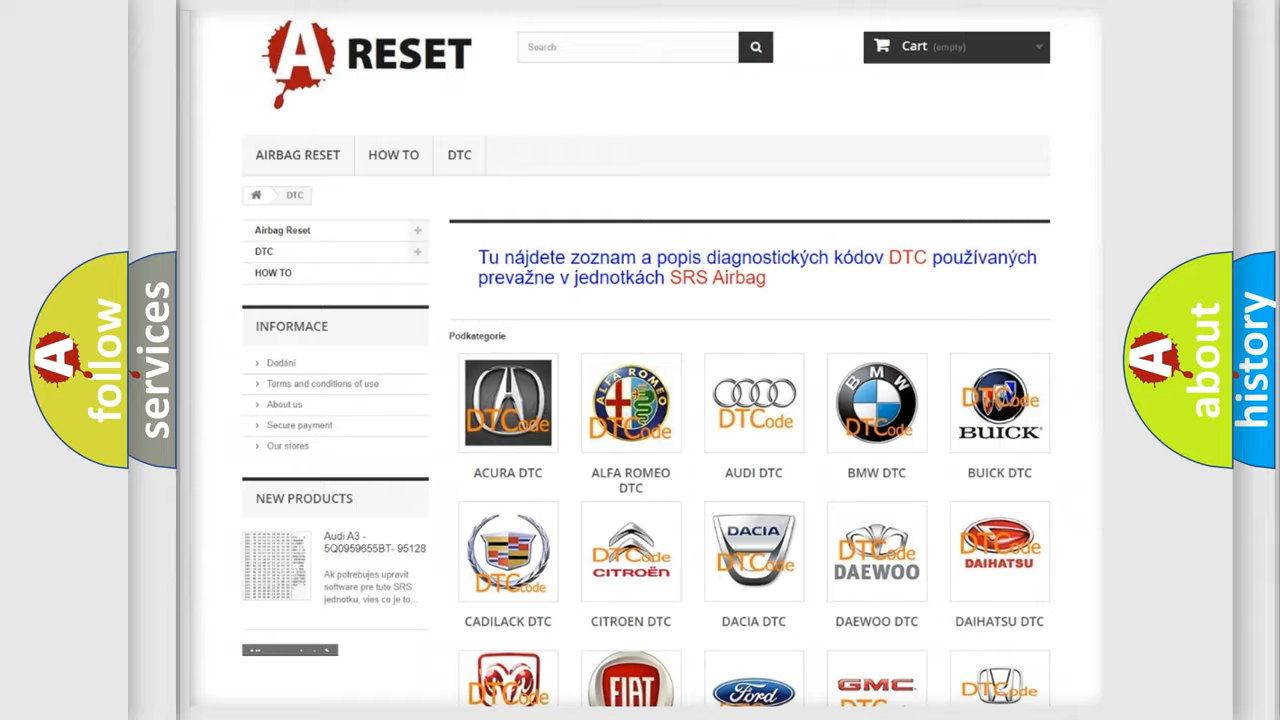 A RESET
Search
Cart (empty)
AIRBAG RESET
HOW TO
DTC
DTC
Airbag Reset
DTC
HOW TO
INFORMACE
Dodání
Terms and conditions of use
About us
Secure payment
Our stores
NEW PRODUCTS
Audi A3 -
5Q0959655BT- 95128
Ak potrebujes upravit
software pre tuto SRS
jednotku, vies co je to...
Tu nájdete zoznam a popis diagnostických kódov DTC používaných
prevažne v jednotkách SRS Airbag
Podkategorie
DTCode
ALFA ROMEO
DTCode
DTCode
BMW
DTCode
DTCode
BUICK
ACURA DTC
ALFA ROMEO
DTC
AUDI DTC
BMW DTC
BUICK DTC
DTCode
DTCode
CITROËN
DACIA
DTCode
DTCode
DAEWOO
DTCode
DAIHATSU
CADILACK DTC
CITROEN DTC
DACIA DTC
DAEWOO DTC
DAIHATSU DTC
DTCode
FIAT
Ford
GMC
DTCode
A follow
services
A about
history